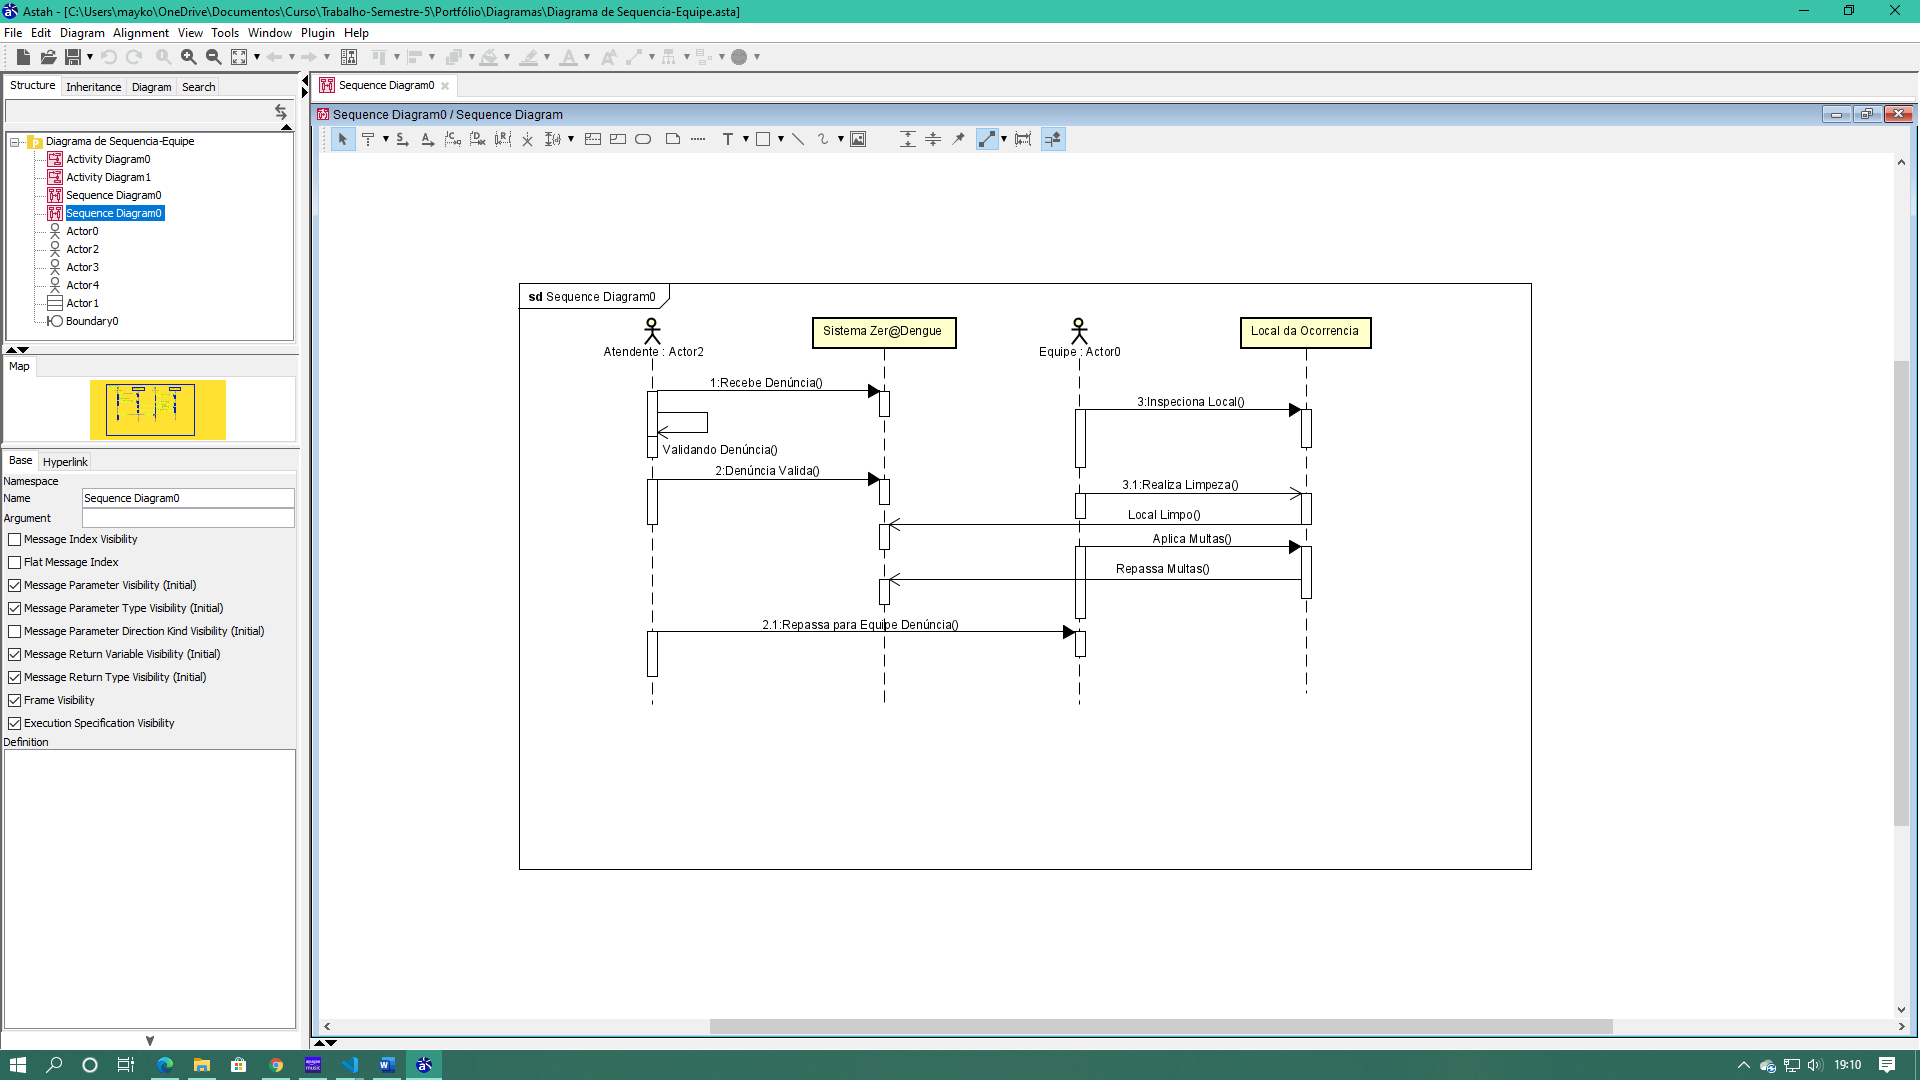 Astah - [C:\Users\mayko\OneDrive\Documentos\Curso\Trabalho-Semestre-5\Portfólio\Diagramas\Diagrama de Sequencia-Equipe.asta]
File Edit Diagram Alignment View Tools Window Plugin Help
Structure Inheritance Diagram Search
Diagrama de Sequencia-Equipe
Activity Diagram0
Activity Diagram1
Sequence Diagram0
Sequence Diagram0
Actor0
Actor2
Actor3
Actor4
Actor1
Boundary0
Map
Base Hyperlink
Namespace
Name Sequence Diagram0
Argument
Message Index Visibility
Flat Message Index
Message Parameter Visibility (Initial)
Message Parameter Type Visibility (Initial)
Message Parameter Direction Kind Visibility (Initial)
Message Return Variable Visibility (Initial)
Message Return Type Visibility (Initial)
Frame Visibility
Execution Specification Visibility
Definition
Sequence Diagram0
Sequence Diagram0 / Sequence Diagram
sd Sequence Diagram0
Atendente : Actor2
Sistema Zer@Dengue
Equipe : Actor0
Local da Ocorrencia
1:Recebe Denúncia()
3:Inspeciona Local()
Validando Denúncia()
2:Denúncia Valida()
3.1:Realiza Limpeza()
Local Limpo()
Aplica Multas()
Repassa Multas()
2.1:Repassa para Equipe Denúncia()
19:10